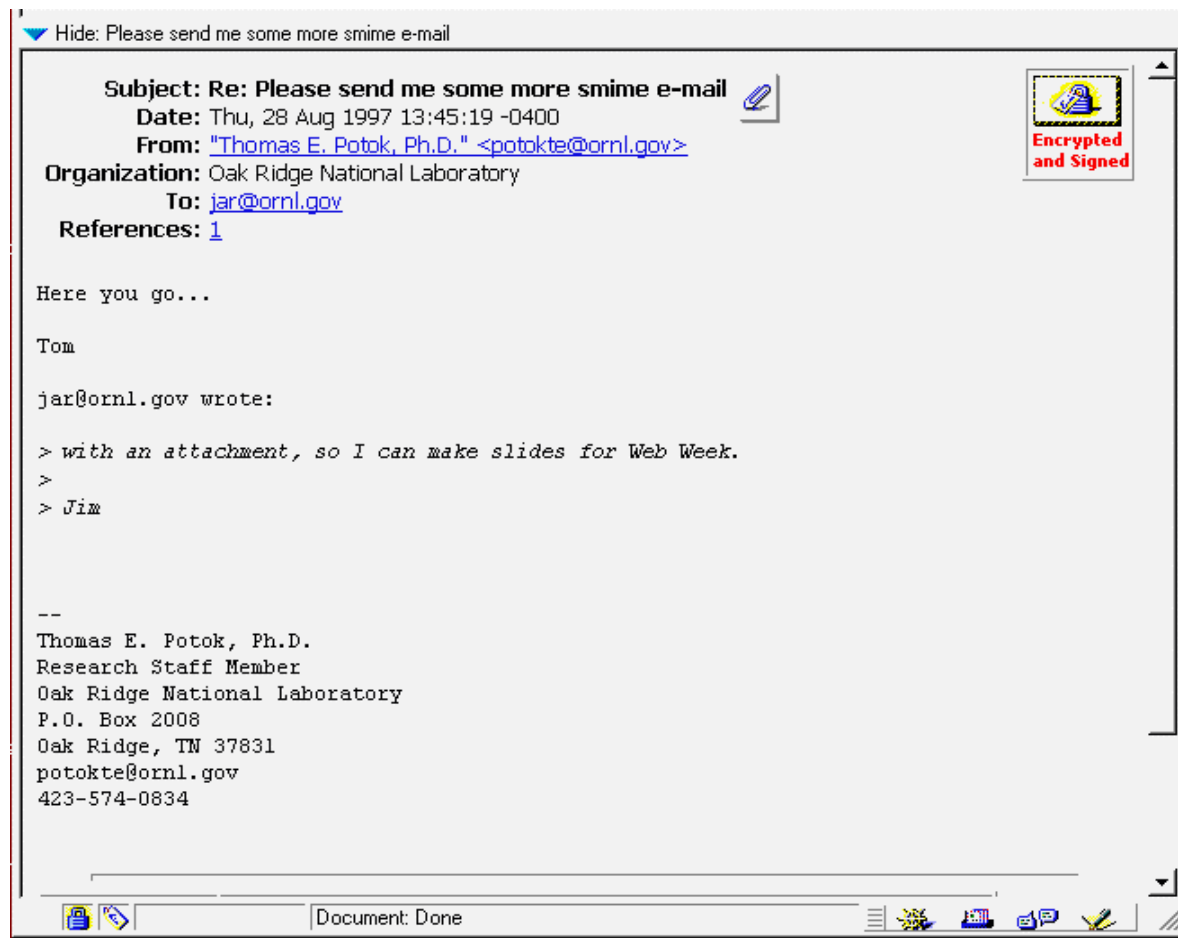 Hide: Please send me some more smime e-mail
Subject: Re: Please send me some more smime e-mail
Date: Thu, 28 Aug 1997 13:45:19 -0400
From: "Thomas E. Potok, Ph.D." <potokte@ornl.gov>
Organization: Oak Ridge National Laboratory
To: jar@ornl.gov
References: 1
Encrypted
and Signed
Here you go...
Tom
jar@ornl.gov wrote:
> with an attachment, so I can make slides for Web Week.
>
> Jim
--
Thomas E. Potok, Ph.D.
Research Staff Member
Oak Ridge National Laboratory
P.O. Box 2008
Oak Ridge, TN 37831
potokte@ornl.gov
423-574-0834
Document: Done